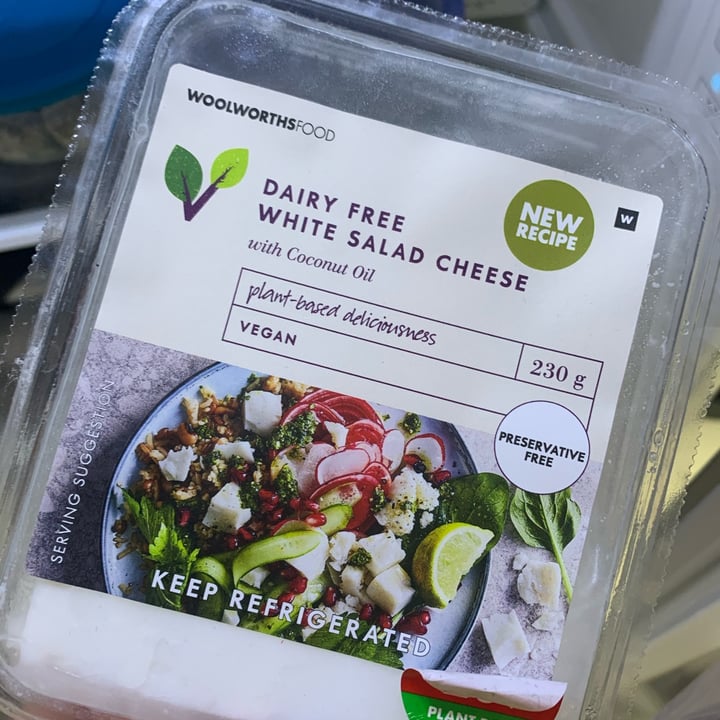 WOOLWORTHSFOOD
DAIRY FREE
WHITE SALAD CHEESE
with Coconut Oil
NEW
RECIPE
W
plant-based deliciousness
VEGAN
230 g
PRESERVATIVE
FREE
SERVING SUGGESTION
KEEP REFRIGERATED
PLANT